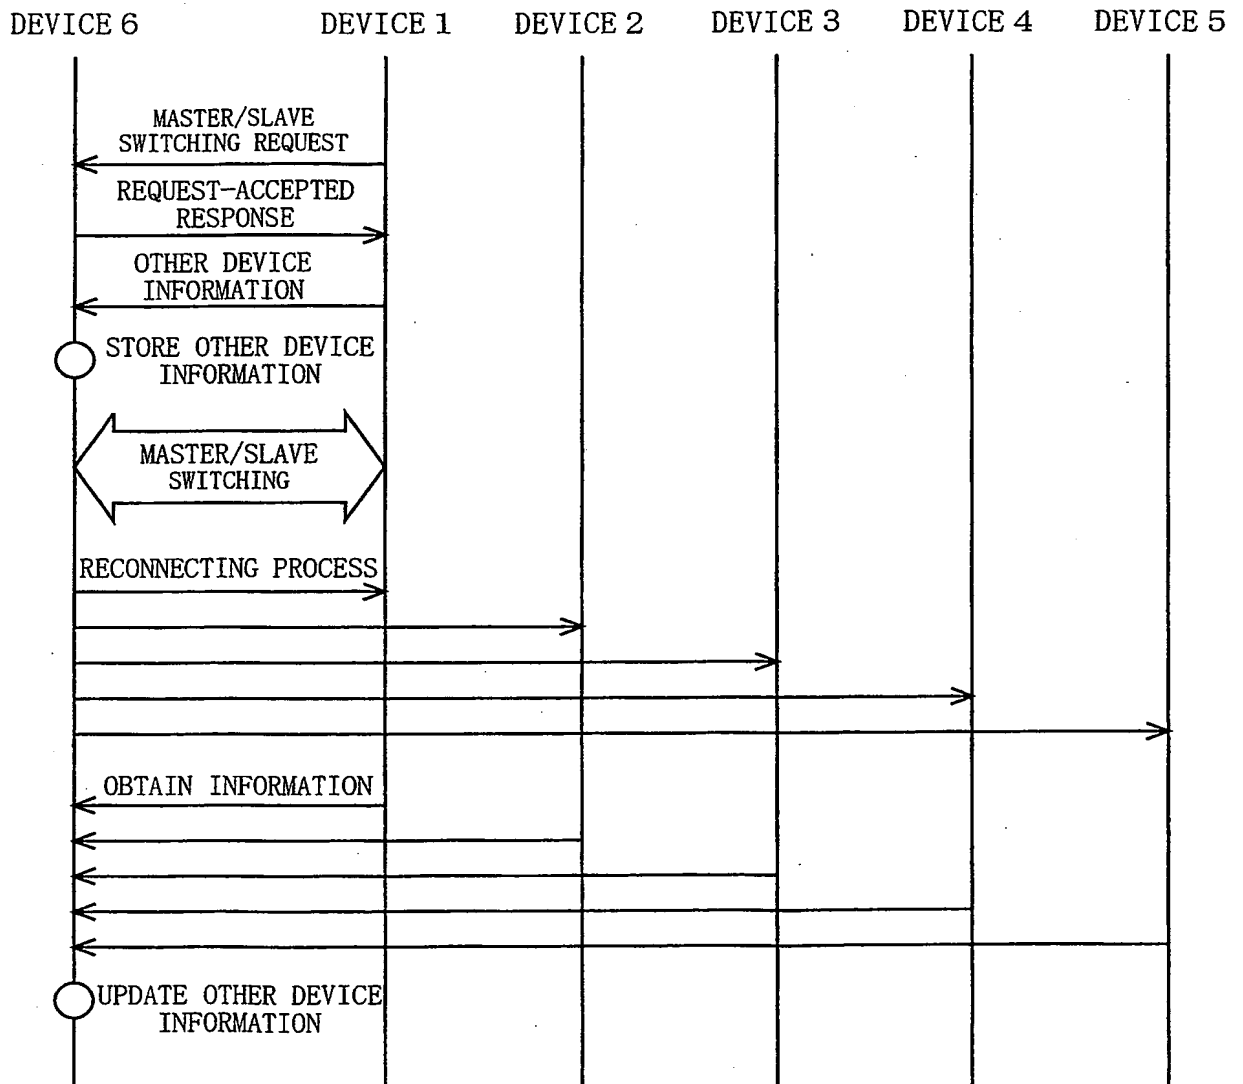 DEVICE 6 DEVICE 1 DEVICE 2 DEVICE 3 DEVICE 4 DEVICE 5
MASTER/SLAVE
SWITCHING REQUEST
REQUEST-ACCEPTED
RESPONSE
OTHER DEVICE
INFORMATION
STORE OTHER DEVICE
INFORMATION
MASTER/SLAVE
SWITCHING
RECONNECTING PROCESS
OBTAIN INFORMATION
UPDATE OTHER DEVICE
INFORMATION